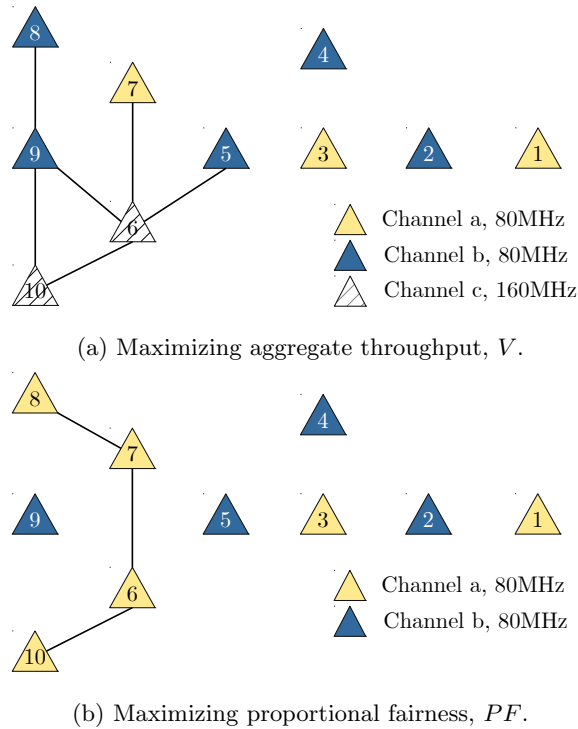 8
4
7
9
5
3
2
1
6
Channel a, 80MHz
Channel b, 80MHz
10
Channel c, 160MHz
(a) Maximizing aggregate throughput, V.
8
4
7
9
5
3
2
1
6
Channel a, 80MHz
Channel b, 80MHz
10
(b) Maximizing proportional fairness, PF.